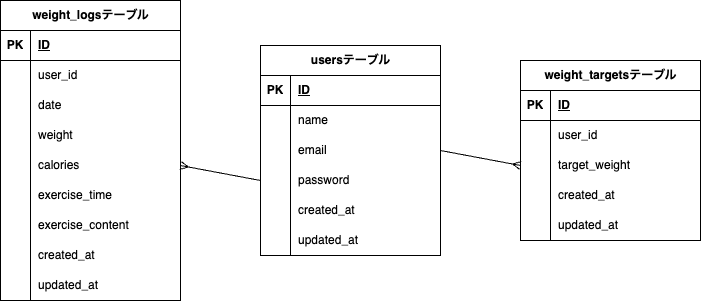 weight_logsテーブル
PK ID
user_id
date
weight
calories
exercise_time
exercise_content
created_at
updated_at
usersテーブル
PK ID
name
email
password
created_at
updated_at
weight_targetsテーブル
PK ID
user_id
target_weight
created_at
updated_at